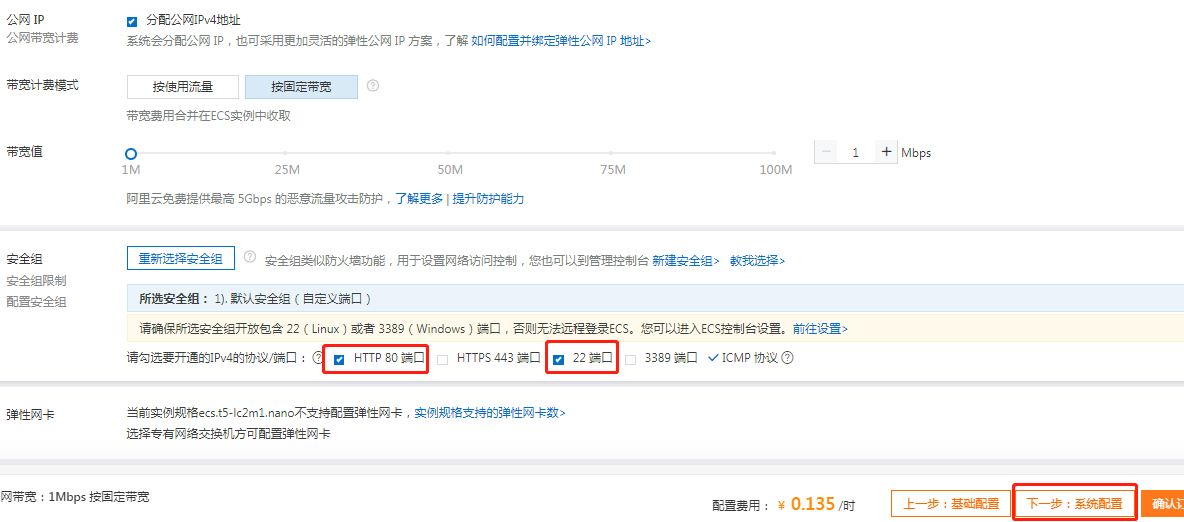 公网 IP
公网带宽计费
分配公网IPv4地址
系统会分配公网 IP，也可采用更加灵活的弹性公网 IP 方案，了解 如何配置并绑定弹性公网 IP 地址>
带宽计费模式
按使用流量
按固定带宽
带宽费用合并在ECS实例中收取
带宽值
1M
25M
50M
75M
100M
− 1 + Mbps
阿里云免费提供最高 5Gbps 的恶意流量攻击防护，了解更多 | 提升防护能力
安全组
安全组限制
配置安全组
重新选择安全组
安全组类似防火墙功能，用于设置网络访问控制，您也可以到管理控制台 新建安全组> 教我选择>
所选安全组： 1). 默认安全组（自定义端口）
请确保所选安全组开放包含 22（Linux）或者 3389（Windows）端口，否则无法远程登录ECS。您可以进入ECS控制台设置。前往设置>
请勾选要开通的IPv4的协议/端口： HTTP 80 端口 HTTPS 443 端口 22 端口 3389 端口 ICMP 协议
弹性网卡
当前实例规格ecs.t5-lc2m1.nano不支持配置弹性网卡，实例规格支持的弹性网卡数>
选择专有网络交换机方可配置弹性网卡
网带宽：1Mbps 按固定带宽
配置费用： ¥ 0.135 /时
上一步：基础配置
下一步：系统配置
确认订